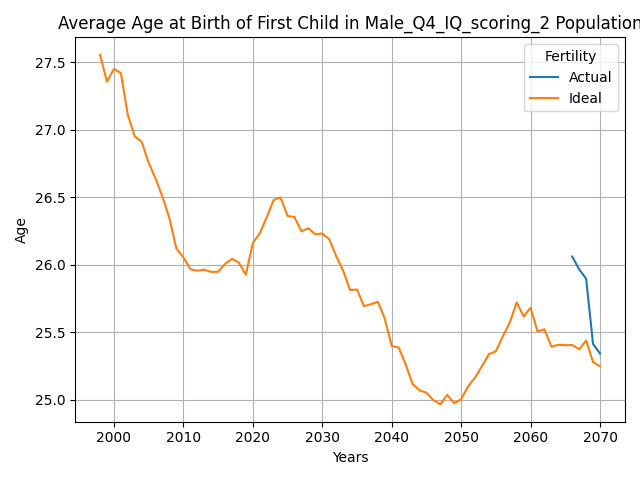 Average Age at Birth of First Child in Male_Q4_IQ_scoring_2 Population
Fertility
Actual
Ideal
27.5
27.0
26.5
26.0
25.5
25.0
Age
2000 2010 2020 2030 2040 2050 2060 2070
Years